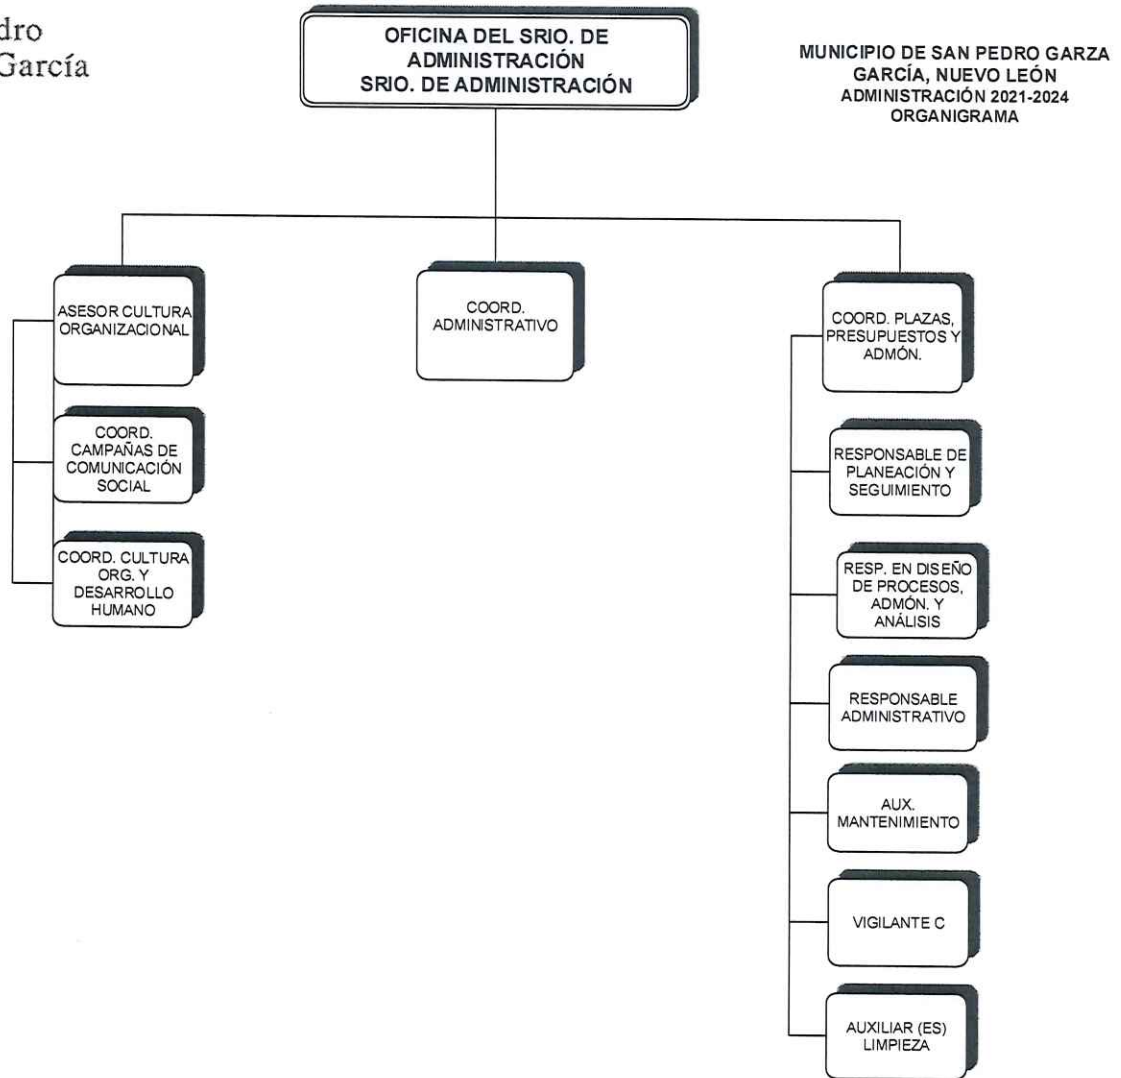 García
OFICINA DEL SRIO. DE
ADMINISTRACIÓN
SRIO. DE ADMINISTRACIÓN
MUNICIPIO DE SAN PEDRO GARZA
GARCÍA, NUEVO LEÓN
ADMINISTRACIÓN 2021-2024
ORGANIGRAMA
ASESOR CULTURA
ORGANIZACIONAL
COORD.
CAMPAÑAS DE
COMUNICACIÓN
SOCIAL
COORD. CULTURA
ORG. Y
DESARROLLO
HUMANO
COORD.
ADMINISTRATIVO
COORD. PLAZAS,
PRESUPUESTOS Y
ADMÓN.
RESPONSABLE DE
PLANEACIÓN Y
SEGUIMIENTO
RESP. EN DISEÑO
DE PROCESOS,
ADMÓN. Y
ANÁLISIS
RESPONSABLE
ADMINISTRATIVO
AUX.
MANTENIMIENTO
VIGILANTE C
AUXILIAR (ES)
LIMPIEZA